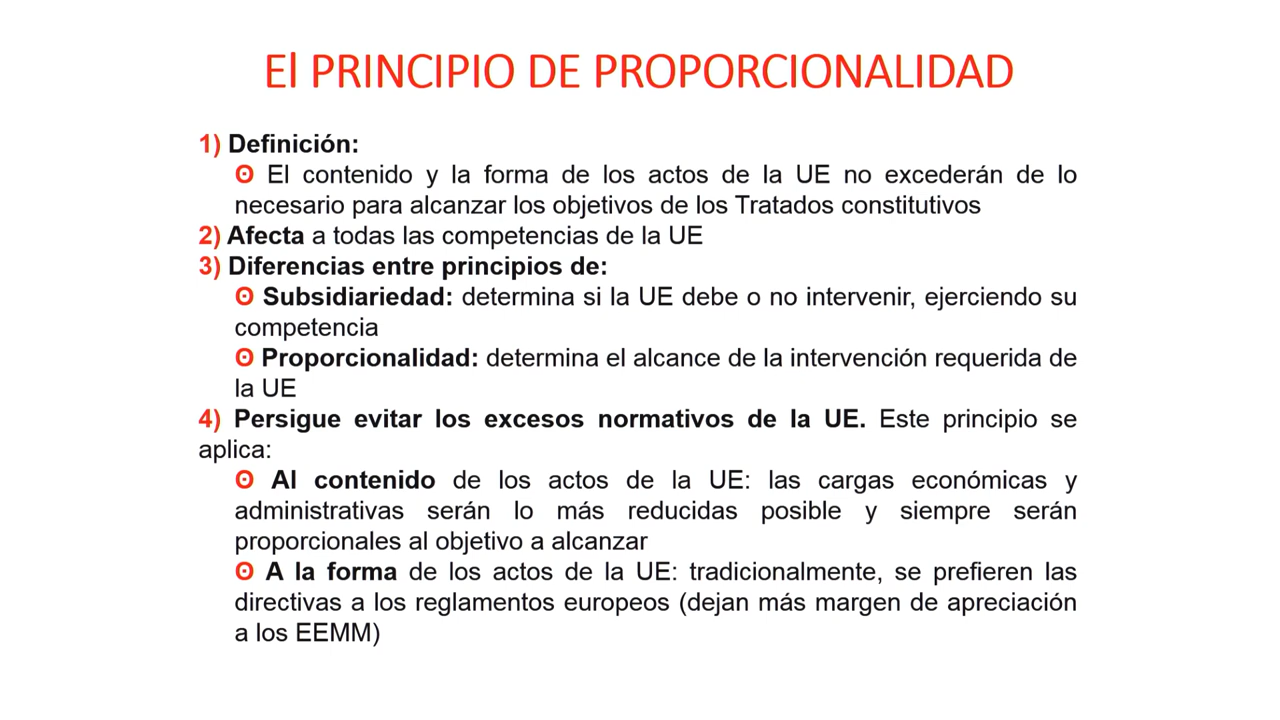 El PRINCIPIO DE PROPORCIONALIDAD
1) Definición:
ʘ El contenido y la forma de los actos de la UE no excederán de lo
necesario para alcanzar los objetivos de los Tratados constitutivos
2) Afecta a todas las competencias de la UE
3) Diferencias entre principios de:
ʘ Subsidiariedad: determina si la UE debe o no intervenir, ejerciendo su
competencia
ʘ Proporcionalidad: determina el alcance de la intervención requerida de
la UE
4) Persigue evitar los excesos normativos de la UE. Este principio se
aplica:
ʘ Al contenido de los actos de la UE: las cargas económicas y
administrativas serán lo más reducidas posible y siempre serán
proporcionales al objetivo a alcanzar
ʘ A la forma de los actos de la UE: tradicionalmente, se prefieren las
directivas a los reglamentos europeos (dejan más margen de apreciación
a los EEMM)